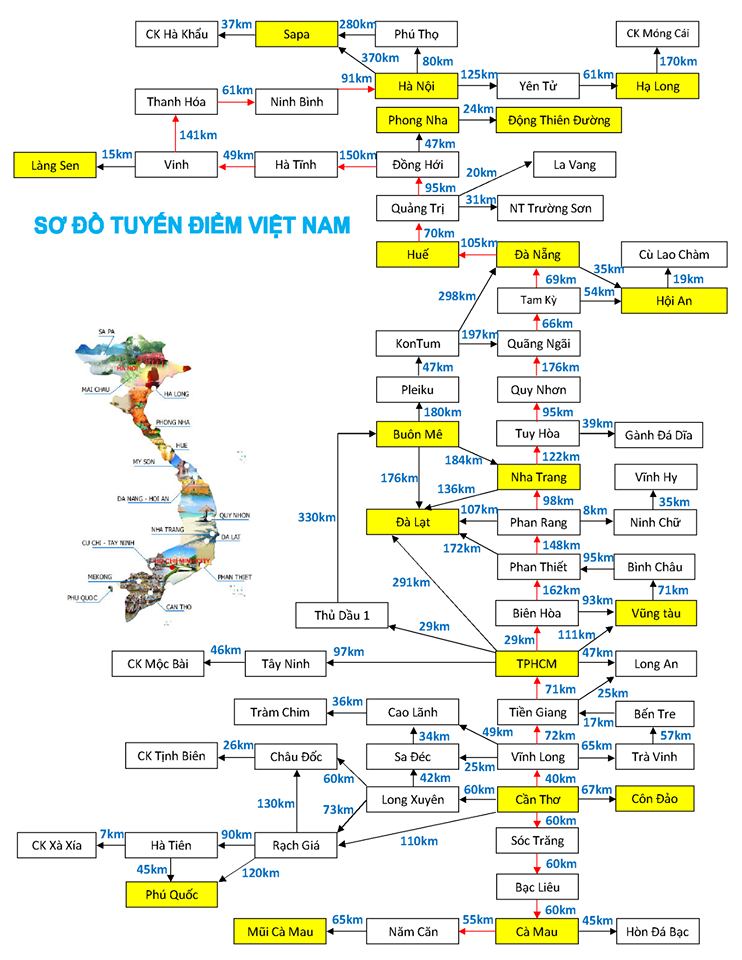 37km
280km
CK Hà Khẩu
Sapa
Phú Thọ
CK Móng Cái
370km
80km
170km
91km
125km
61km
61km
Hà Nội
Yên Tử
Hạ Long
Thanh Hóa
Ninh Bình
24km
Phong Nha
Động Thiên Đường
141km
47km
15km
49km
150km
Làng Sen
Vinh
Hà Tĩnh
Đồng Hới
La Vang
20km
95km
31km
Quảng Trị
NT Trường Sơn
SƠ ĐỒ TUYẾN ĐIỂM VIỆT NAM
70km
105km
Huế
Đà Nẵng
Cù Lao Chàm
35km
69km
19km
298km
54km
Tam Kỳ
Hội An
66km
197km
KonTum
Quãng Ngãi
47km
176km
Pleiku
Quy Nhơn
180km
95km
39km
Buôn Mê
Tuy Hòa
Gành Đá Dĩa
184km
122km
176km
Nha Trang
Vĩnh Hy
136km
98km
35km
330km
107km
8km
Đà Lạt
Phan Rang
Ninh Chữ
172km
148km
95km
Phan Thiết
Bình Châu
291km
162km
71km
93km
Thủ Dầu 1
Biên Hòa
Vũng tàu
29km
29km
111km
46km
97km
47km
CK Mộc Bài
Tây Ninh
TPHCM
Long An
71km
25km
36km
Tràm Chim
Cao Lãnh
Tiền Giang
Bến Tre
17km
34km
49km
72km
57km
26km
65km
CK Tịnh Biên
Châu Đốc
Sa Đéc
Vĩnh Long
Trà Vinh
25km
60km
42km
40km
60km
67km
130km
Long Xuyên
Cần Thơ
Côn Đảo
73km
60km
7km
90km
110km
CK Xà Xía
Hà Tiên
Rạch Giá
Sóc Trăng
45km
120km
60km
Phú Quốc
Bạc Liêu
60km
65km
55km
45km
Mũi Cà Mau
Năm Căn
Cà Mau
Hòn Đá Bạc
SA PA
HA NOI
MAI CHAU
HA LONG
PHONG NHA
HUE
MY SON
DA NANG - HOI AN
QUY NHON
NHA TRANG
DA LAT
CU CHI - TAY NINH
MEKONG
PHAN THIET
PHU QUOC
CAN THO